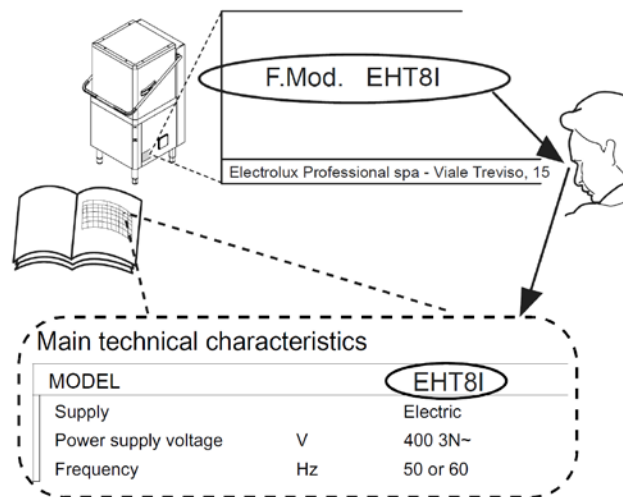 F.Mod. EHT8I
Electrolux Professional spa - Viale Treviso, 15
Main technical characteristics
MODEL EHT8I
Supply Electric
Power supply voltage V 400 3N~
Frequency Hz 50 or 60